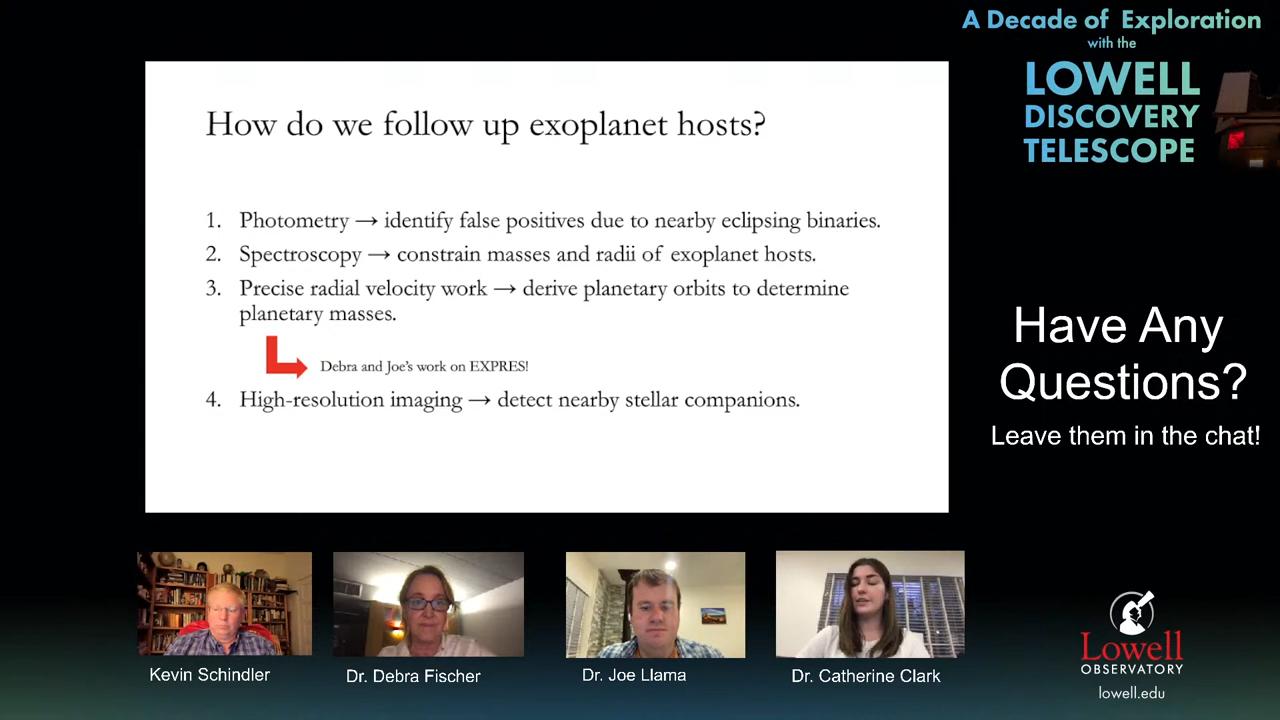 A Decade of Exploration
with the
LOWELL
DISCOVERY
TELESCOPE
How do we follow up exoplanet hosts?
1. Photometry → identify false positives due to nearby eclipsing binaries.
2. Spectroscopy → constrain masses and radii of exoplanet hosts.
3. Precise radial velocity work → derive planetary orbits to determine
planetary masses.
Debra and Joe's work on EXPRES!
4. High-resolution imaging → detect nearby stellar companions.
Have Any
Questions?
Leave them in the chat!
Kevin Schindler
Dr. Debra Fischer
Dr. Joe Llama
Dr. Catherine Clark
Lowell
OBSERVATORY
lowell.edu